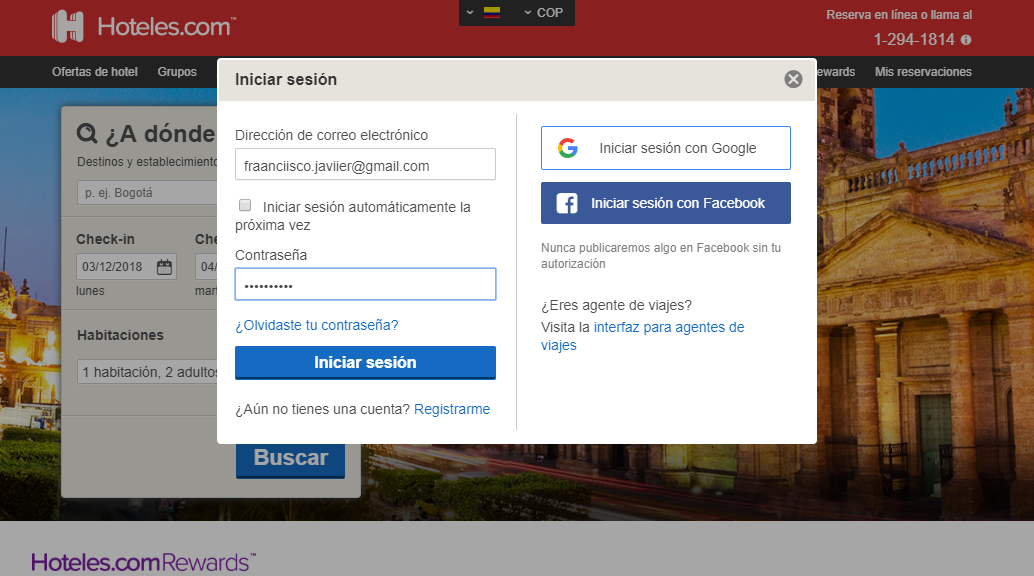 Hoteles.com™
COP
Reserva en línea o llama al
1-294-1814
Ofertas de hotel
Grupos
Mis reservaciones
Iniciar sesión
¿A dónde
Destinos y
p. ej. Bogotá
Check-in
03/12/2018
04/
lunes
Habitaciones
1 habitación, 2 adultos
Buscar
Dirección de correo electrónico
fraanciisco.javiier@gmail.com
Iniciar sesión automáticamente la
próxima vez
Contraseña
••••••••••
¿Olvidaste tu contraseña?
Iniciar sesión
¿Aún no tienes una cuenta? Registrarme
Iniciar sesión con Google
Iniciar sesión con Facebook
Nunca publicaremos algo en Facebook sin tu
autorización
¿Eres agente de viajes?
Visita la interfaz para agentes de
viajes
Hoteles.comRewards™